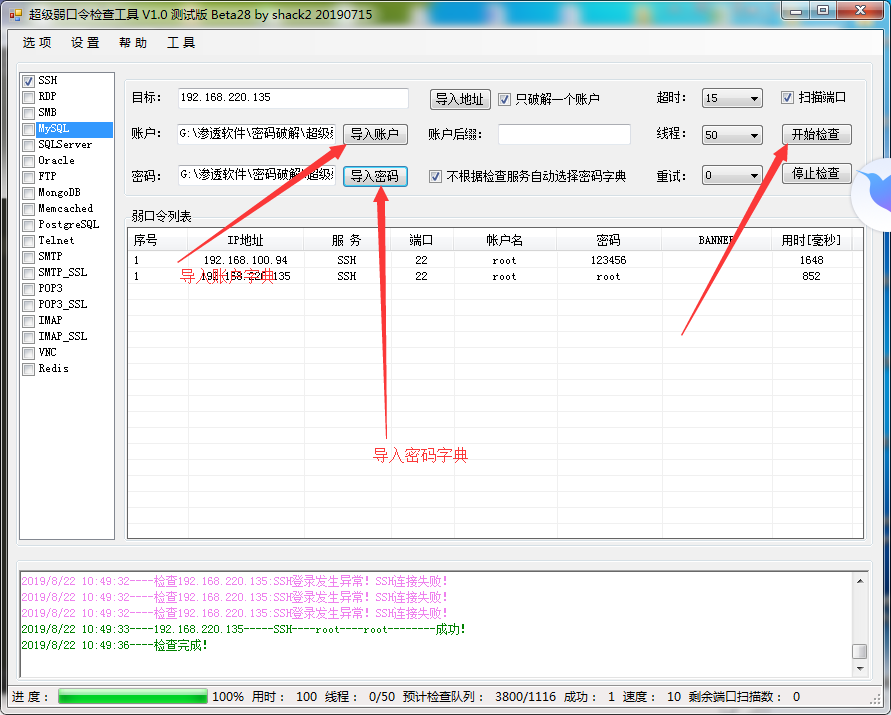 超级弱口令检查工具 V1.0 测试版 Beta28 by shack2 20190715
选 项 设 置 帮 助 工 具
SSH
RDP
SMB
MySQL
SQLServer
Oracle
FTP
MongoDB
Memcached
PostgreSQL
Telnet
SMTP
SMTP_SSL
POP3
POP3_SSL
IMAP
IMAP_SSL
VNC
Redis
目标: 192.168.220.135 导入地址 只破解一个账户 超时: 15 扫描端口
账户: G:\渗透软件\密码破解\超级 导入账户 账户后缀: 线程: 50 开始检查
密码: G:\渗透软件\密码破解\超级 导入密码 不根据检查服务自动选择密码字典 重试: 0 停止检查
弱口令列表
序号 IP地址 服 务 端口 帐户名 密码 BANNER 用时[毫秒]
1 192.168.100.94 SSH 22 root 123456 1648
1 192.168.220.135 SSH 22 root root 852
导入账户字典
导入密码字典
2019/8/22 10:49:32----检查192.168.220.135:SSH登录发生异常! SSH连接失败!
2019/8/22 10:49:32----检查192.168.220.135:SSH登录发生异常! SSH连接失败!
2019/8/22 10:49:32----检查192.168.220.135:SSH登录发生异常! SSH连接失败!
2019/8/22 10:49:33----192.168.220.135-----SSH----root----root--------成功!
2019/8/22 10:49:36----检查完成!
进 度 : 100% 用时 : 100 线程 : 0/50 预计检查队列 : 3800/1116 成功 : 1 速度 : 10 剩余端口扫描数 : 0